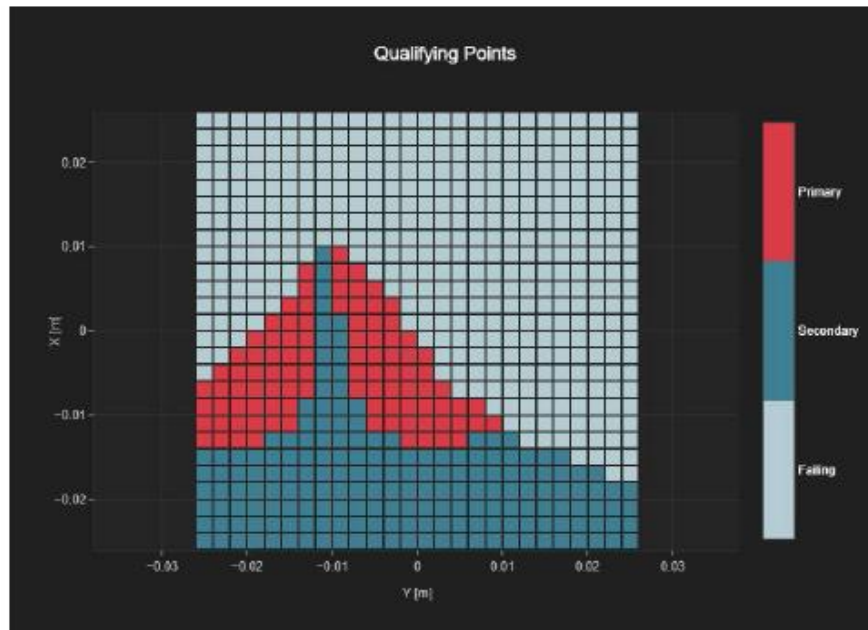 Qualifying Points
0.02
0.01
0
−0.01
−0.02
X [m]
−0.03
−0.02
−0.01
0
0.01
0.02
0.03
Y [m]
Primary
Secondary
Failing